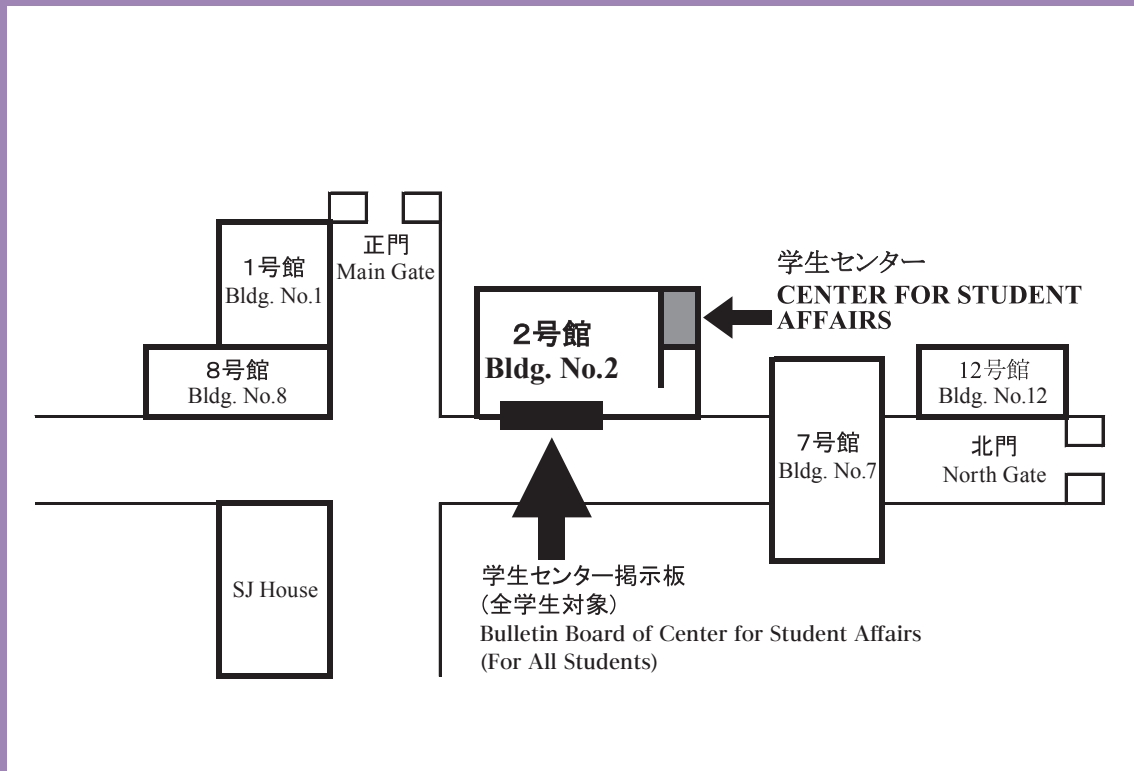 正門
Main Gate
1号館
Bldg. No.1
8号館
Bldg. No.8
2号館
Bldg. No.2
学生センター
CENTER FOR STUDENT
AFFAIRS
12号館
Bldg. No.12
7号館
Bldg. No.7
北門
North Gate
SJ House
学生センター掲示板
(全学生対象)
Bulletin Board of Center for Student Affairs
(For All Students)